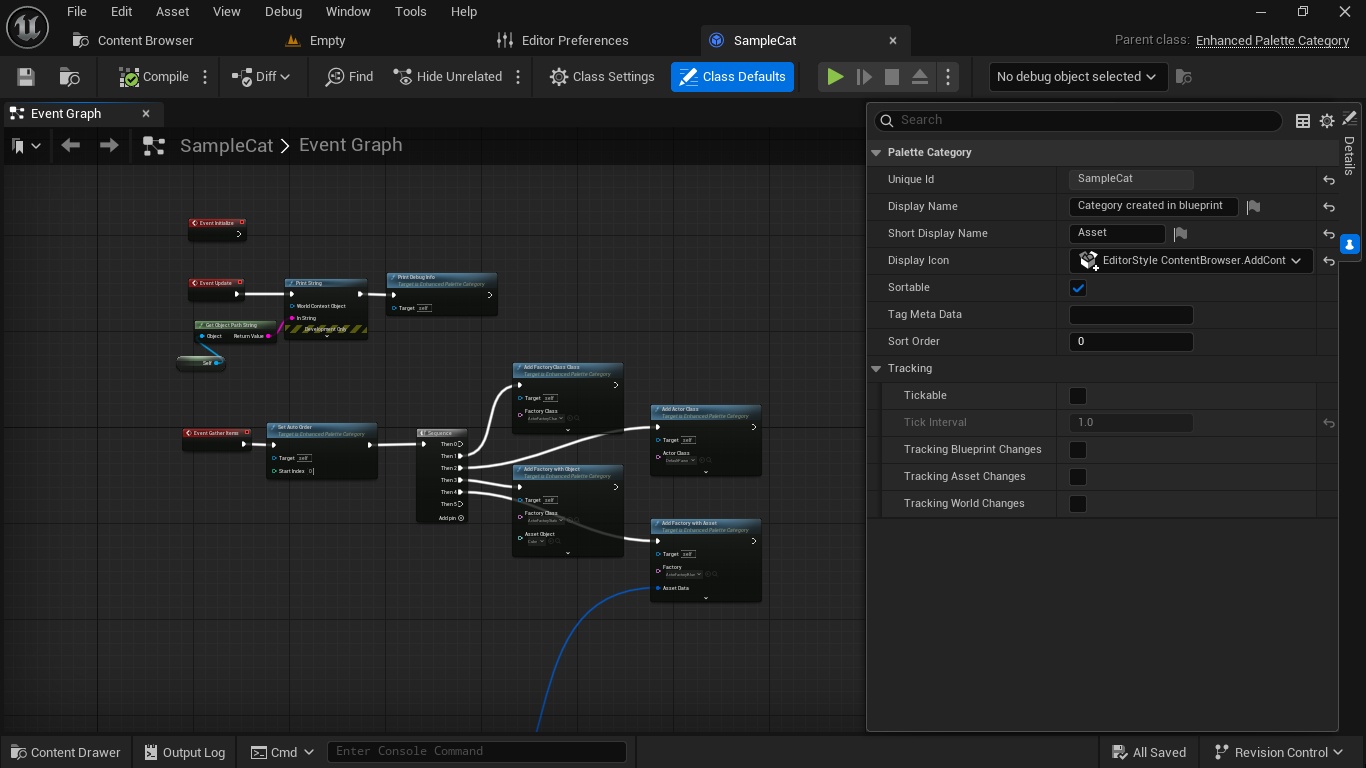 File Edit Asset View Debug Window Tools Help
Content Browser
Empty
Editor Preferences
SampleCat
Parent class: Enhanced Palette Category
Compile
Diff
Find
Hide Unrelated
Class Settings
Class Defaults
No debug object selected
Event Graph
SampleCat > Event Graph
Event Initialize
Event Update
Print String
World Context Object
In String
Development Only
Print Debug Info
Target is Enhanced Palette Category
Target self
Get Object Path String
Object Return Value
Self
Event Gather Items
Set Auto Order
Target is Enhanced Palette Category
Target self
Start Index 0
Sequence
Then 0
Then 1
Then 2
Then 3
Then 4
Then 5
Add pin
Add FactoryClass Class
Target is Enhanced Palette Category
Target self
Factory Class
Add Actor Class
Target is Enhanced Palette Category
Target self
Actor Class
Add Factory with Object
Target is Enhanced Palette Category
Target self
Factory Class
Asset Object
Cube
Add Factory with Asset
Target is Enhanced Palette Category
Target self
Factory
Asset Data
Search
Details
Palette Category
Unique Id SampleCat
Display Name Category created in blueprint
Short Display Name Asset
Display Icon EditorStyle ContentBrowser.AddCont
Sortable
Tag Meta Data
Sort Order 0
Tracking
Tickable
Tick Interval 1.0
Tracking Blueprint Changes
Tracking Asset Changes
Tracking World Changes
Content Drawer
Output Log
Cmd
Enter Console Command
All Saved
Revision Control